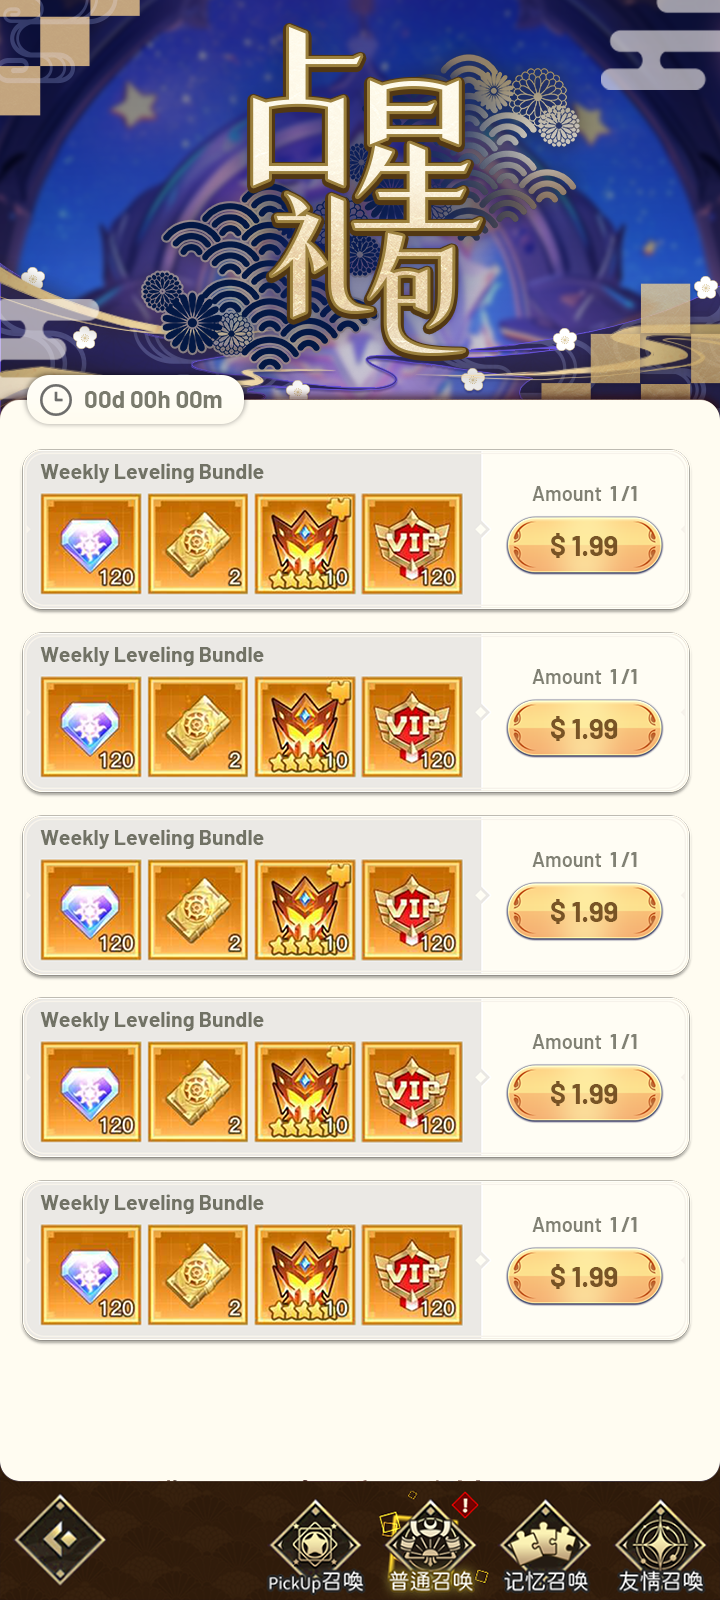 占星
礼包
00d 00h 00m
Weekly Leveling Bundle
120
2
10
VIP
120
Amount 1/1
$ 1.99
Weekly Leveling Bundle
120
2
10
VIP
120
Amount 1/1
$ 1.99
Weekly Leveling Bundle
120
2
10
VIP
120
Amount 1/1
$ 1.99
Weekly Leveling Bundle
120
2
10
VIP
120
Amount 1/1
$ 1.99
Weekly Leveling Bundle
120
2
10
VIP
120
Amount 1/1
$ 1.99
!
PickUp召唤
普通召唤
记忆召唤
友情召唤